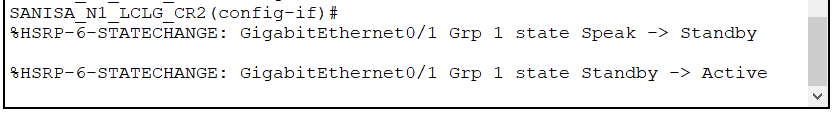 SANISA_N1_LCLG_CR2(config-if)#
%HSRP-6-STATECHANGE: GigabitEthernet0/1 Grp 1 state Speak -> Standby
%HSRP-6-STATECHANGE: GigabitEthernet0/1 Grp 1 state Standby -> Active